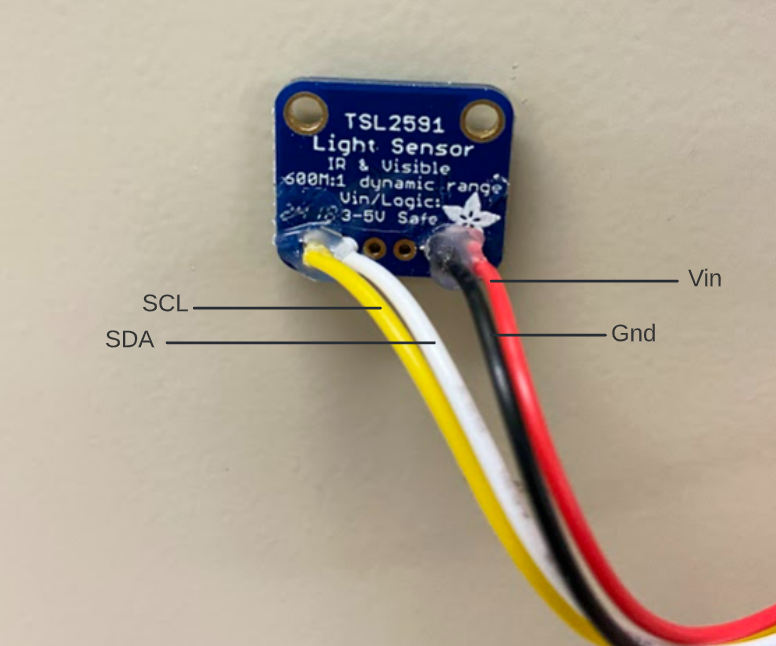 TSL2591
Light Sensor
IR & Visible
600M:1 dynamic range
Vin/Logic:
3-5V Safe
Vin
SCL
Gnd
SDA